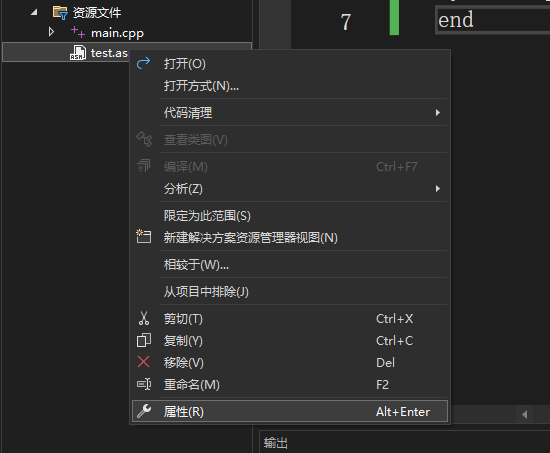 资源文件
main.cpp
test.as
7
end
打开(O)
打开方式(N)...
代码清理
查看类图(V)
编译(M) Ctrl+F7
分析(Z)
限定为此范围(S)
新建解决方案资源管理器视图(N)
相较于(W)...
从项目中排除(J)
剪切(T) Ctrl+X
复制(Y) Ctrl+C
移除(V) Del
重命名(M) F2
属性(R) Alt+Enter
输出